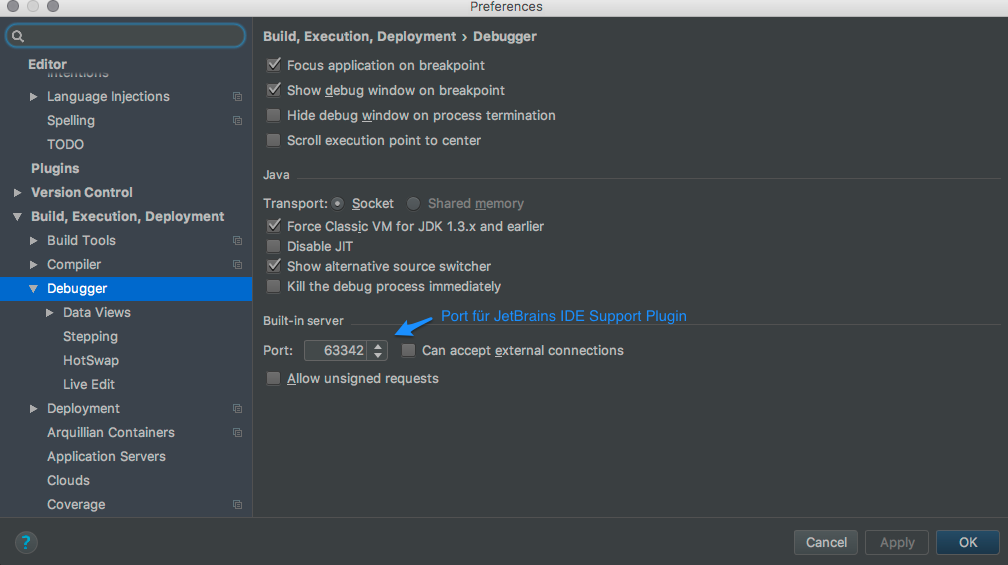 Preferences
Editor
Intentions
Language Injections
Spelling
TODO
Plugins
Version Control
Build, Execution, Deployment
Build Tools
Compiler
Debugger
Data Views
Stepping
HotSwap
Live Edit
Deployment
Arquillian Containers
Application Servers
Clouds
Coverage
Build, Execution, Deployment › Debugger
Focus application on breakpoint
Show debug window on breakpoint
Hide debug window on process termination
Scroll execution point to center
Java
Transport: Socket Shared memory
Force Classic VM for JDK 1.3.x and earlier
Disable JIT
Show alternative source switcher
Kill the debug process immediately
Built-in server
Port für JetBrains IDE Support Plugin
Port: 63342 Can accept external connections
Allow unsigned requests
?
Cancel Apply OK